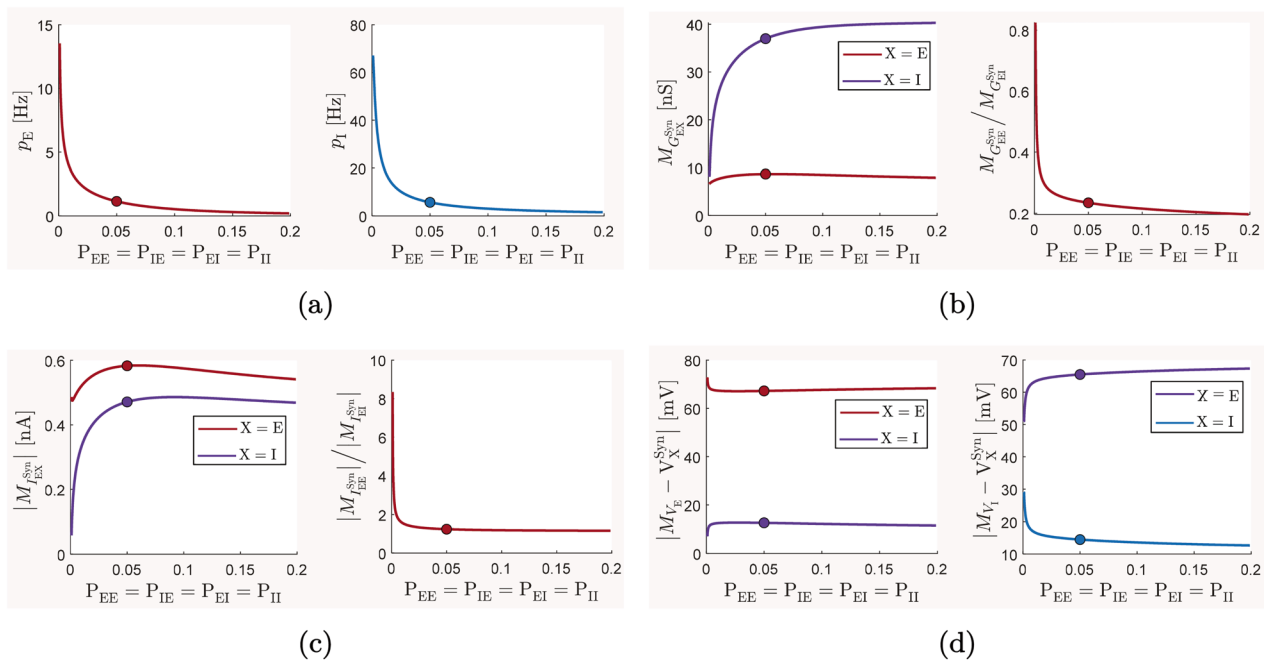 15
10
5
0
p_E [Hz]
0 0.05 0.1 0.15 0.2
P_EE = P_IE = P_EI = P_II
80
60
40
20
0
p_I [Hz]
0 0.05 0.1 0.15 0.2
P_EE = P_IE = P_EI = P_II
(a)
40
30
20
10
0
M_{G_EX^Syn} [nS]
X = E
X = I
0 0.05 0.1 0.15 0.2
P_EE = P_IE = P_EI = P_II
0.8
0.6
0.4
0.2
M_{G_EE^Syn} / M_{G_EI^Syn}
0 0.05 0.1 0.15 0.2
P_EE = P_IE = P_EI = P_II
(b)
0.6
0.4
0.2
0
|M_{I_EX^Syn}| [nA]
X = E
X = I
0 0.05 0.1 0.15 0.2
P_EE = P_IE = P_EI = P_II
10
8
6
4
2
0
|M_{I_EE^Syn}| / |M_{I_EI^Syn}|
0 0.05 0.1 0.15 0.2
P_EE = P_IE = P_EI = P_II
(c)
80
60
40
20
0
|M_{V_E} − V_X^Syn| [mV]
X = E
X = I
0 0.05 0.1 0.15 0.2
P_EE = P_IE = P_EI = P_II
70
60
50
40
30
20
10
|M_{V_I} − V_X^Syn| [mV]
X = E
X = I
0 0.05 0.1 0.15 0.2
P_EE = P_IE = P_EI = P_II
(d)